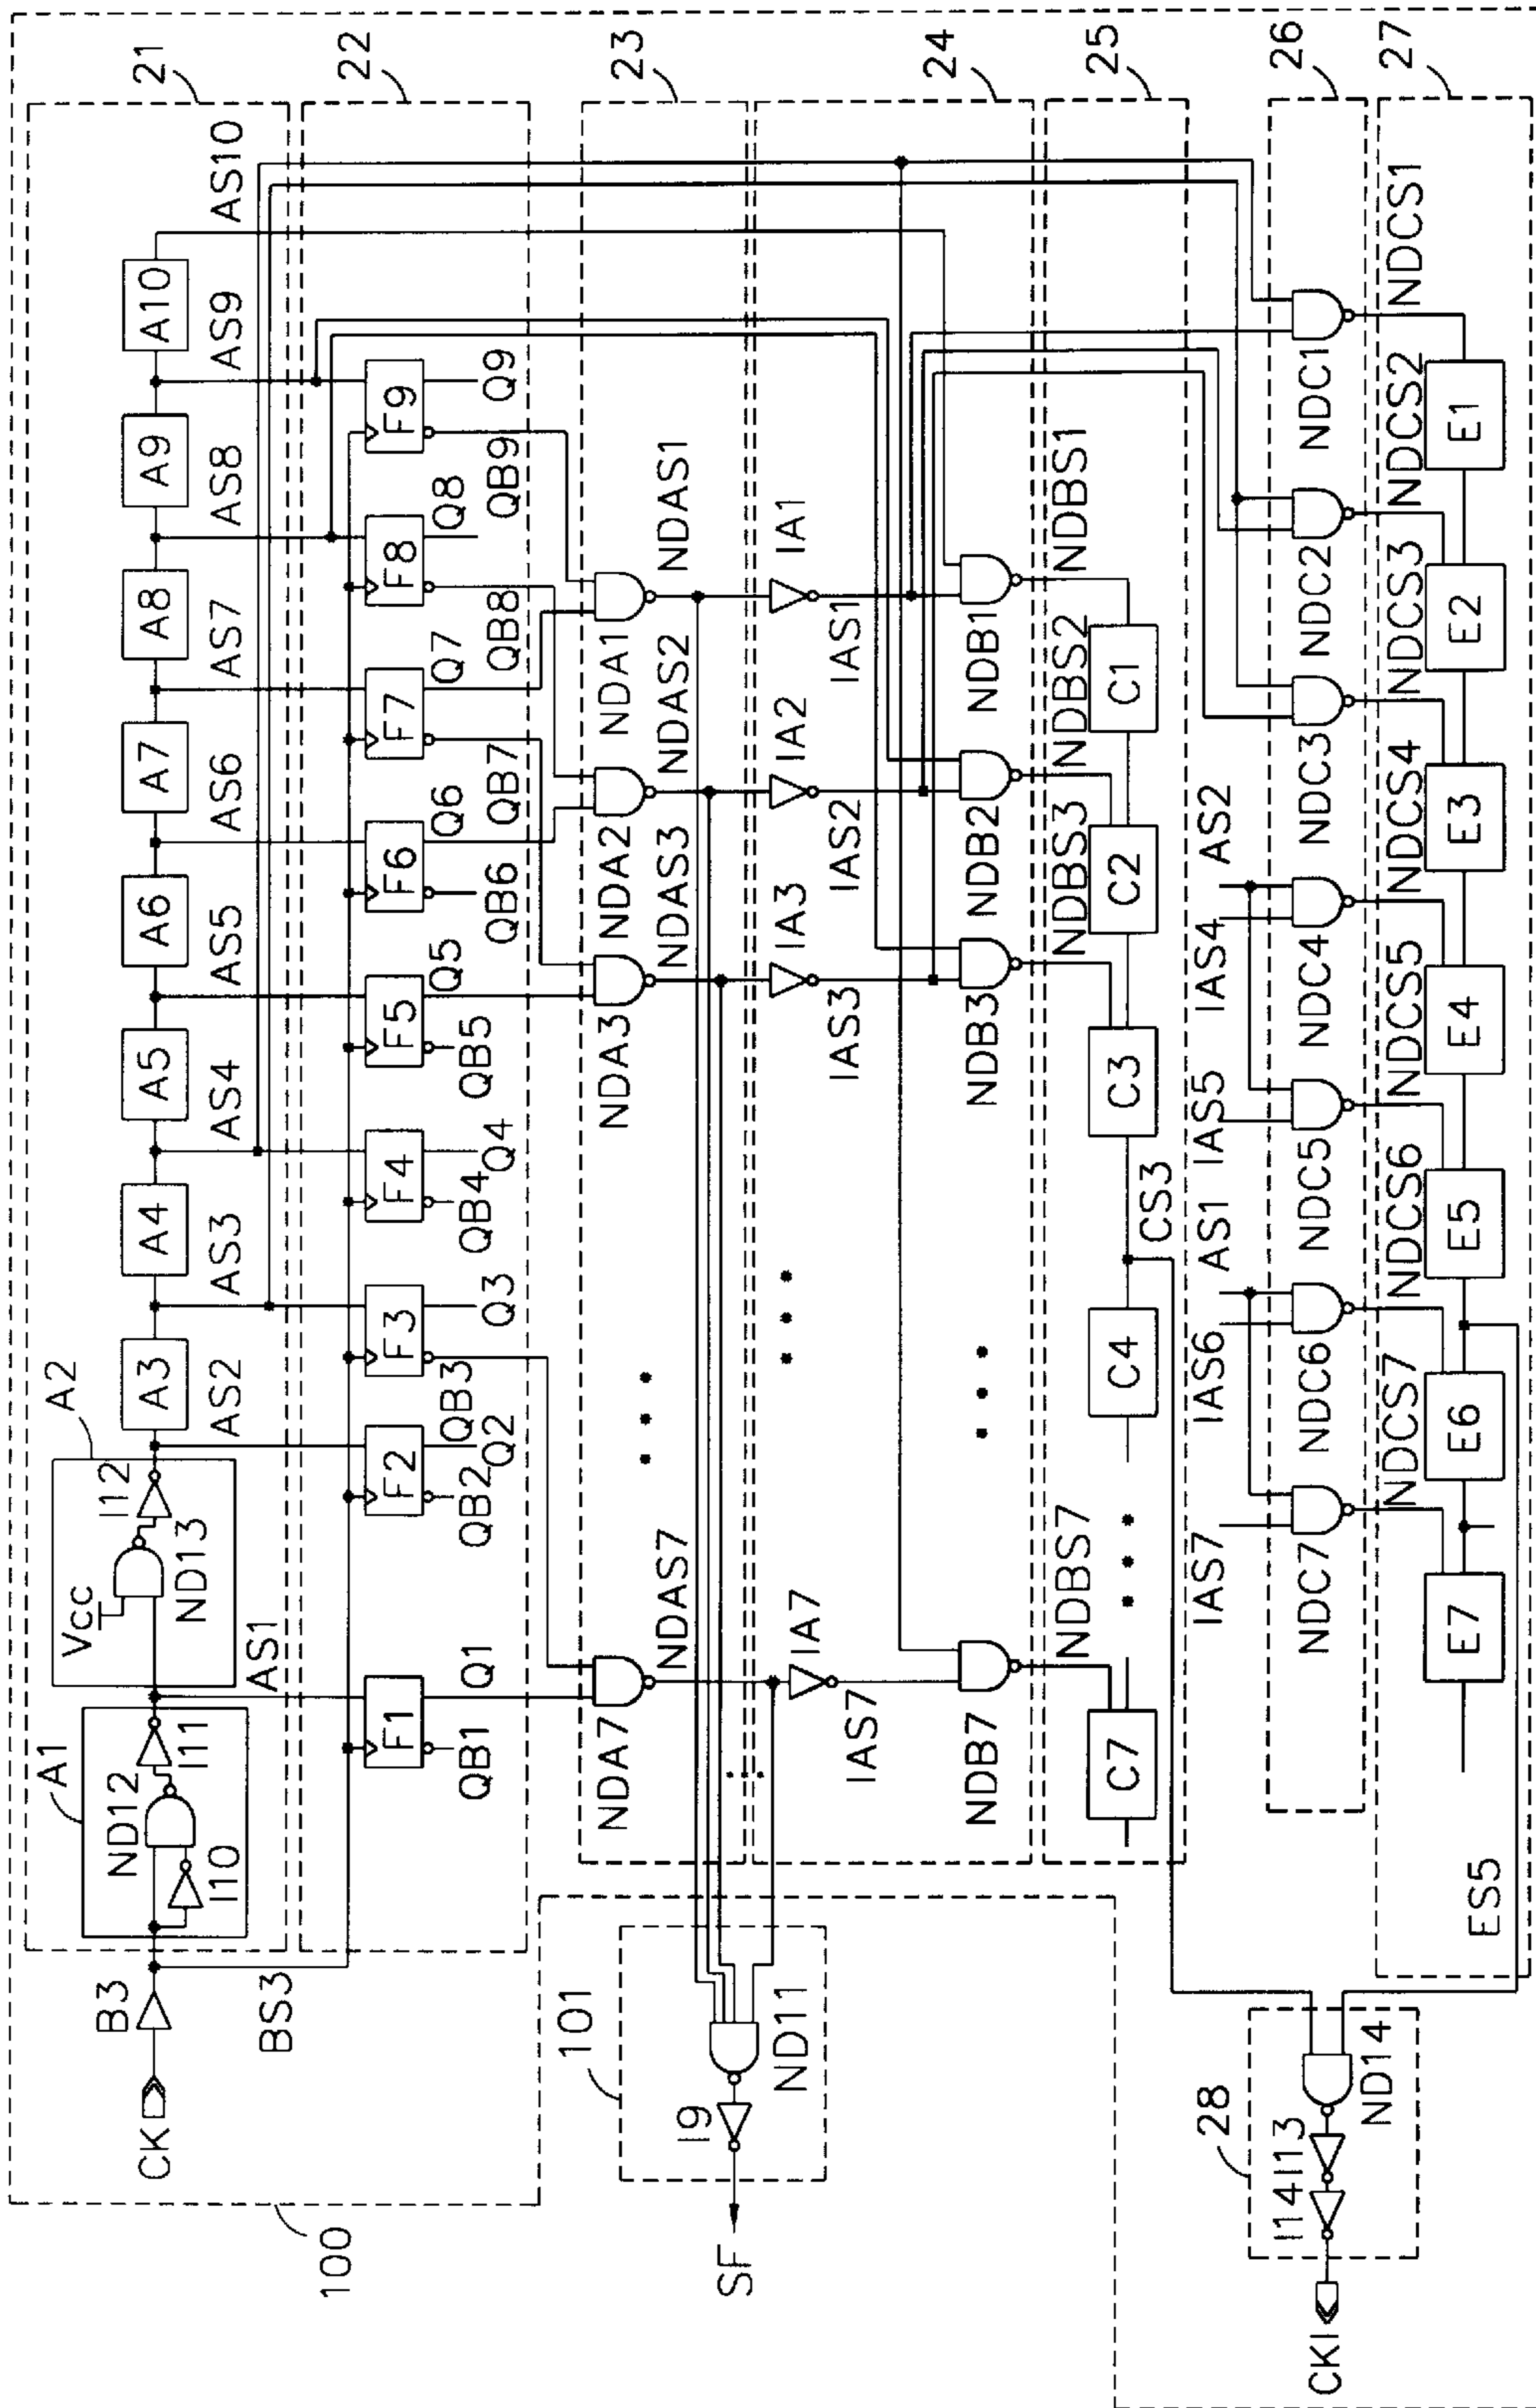 100
CK
B3
BS3
A1
ND12
I10
I11
AS1
A2
Vcc
ND13
I12
AS2
A3
AS3
A4
AS4
A5
AS5
A6
AS6
A7
AS7
A8
AS8
A9
AS9
A10
AS10
21
F1
QB1
Q1
F2
QB2
Q2
F3
QB3
Q3
F4
QB4
Q4
F5
QB5
Q5
F6
QB6
Q6
F7
QB7
Q7
F8
QB8
Q8
F9
QB9
Q9
22
NDA7
NDAS7
NDA3
NDAS3
NDA2
NDAS2
NDA1
NDAS1
23
SF
I9
101
ND11
IA7
IAS7
IA3
IAS3
IA2
IAS2
IA1
IAS1
NDB7
NDB3
NDB2
NDB1
24
C7
NDBS7
C4
CS3
C3
NDBS3
C2
NDBS2
C1
NDBS1
25
IAS7
IAS6
AS1
IAS5
IAS4
AS2
NDC7
NDC6
NDC5
NDC4
NDC3
NDC2
NDC1
26
CKI
I14
I13
28
ND14
ES5
E7
NDCS7
E6
NDCS6
E5
NDCS5
E4
NDCS4
E3
NDCS3
E2
NDCS2
E1
NDCS1
27